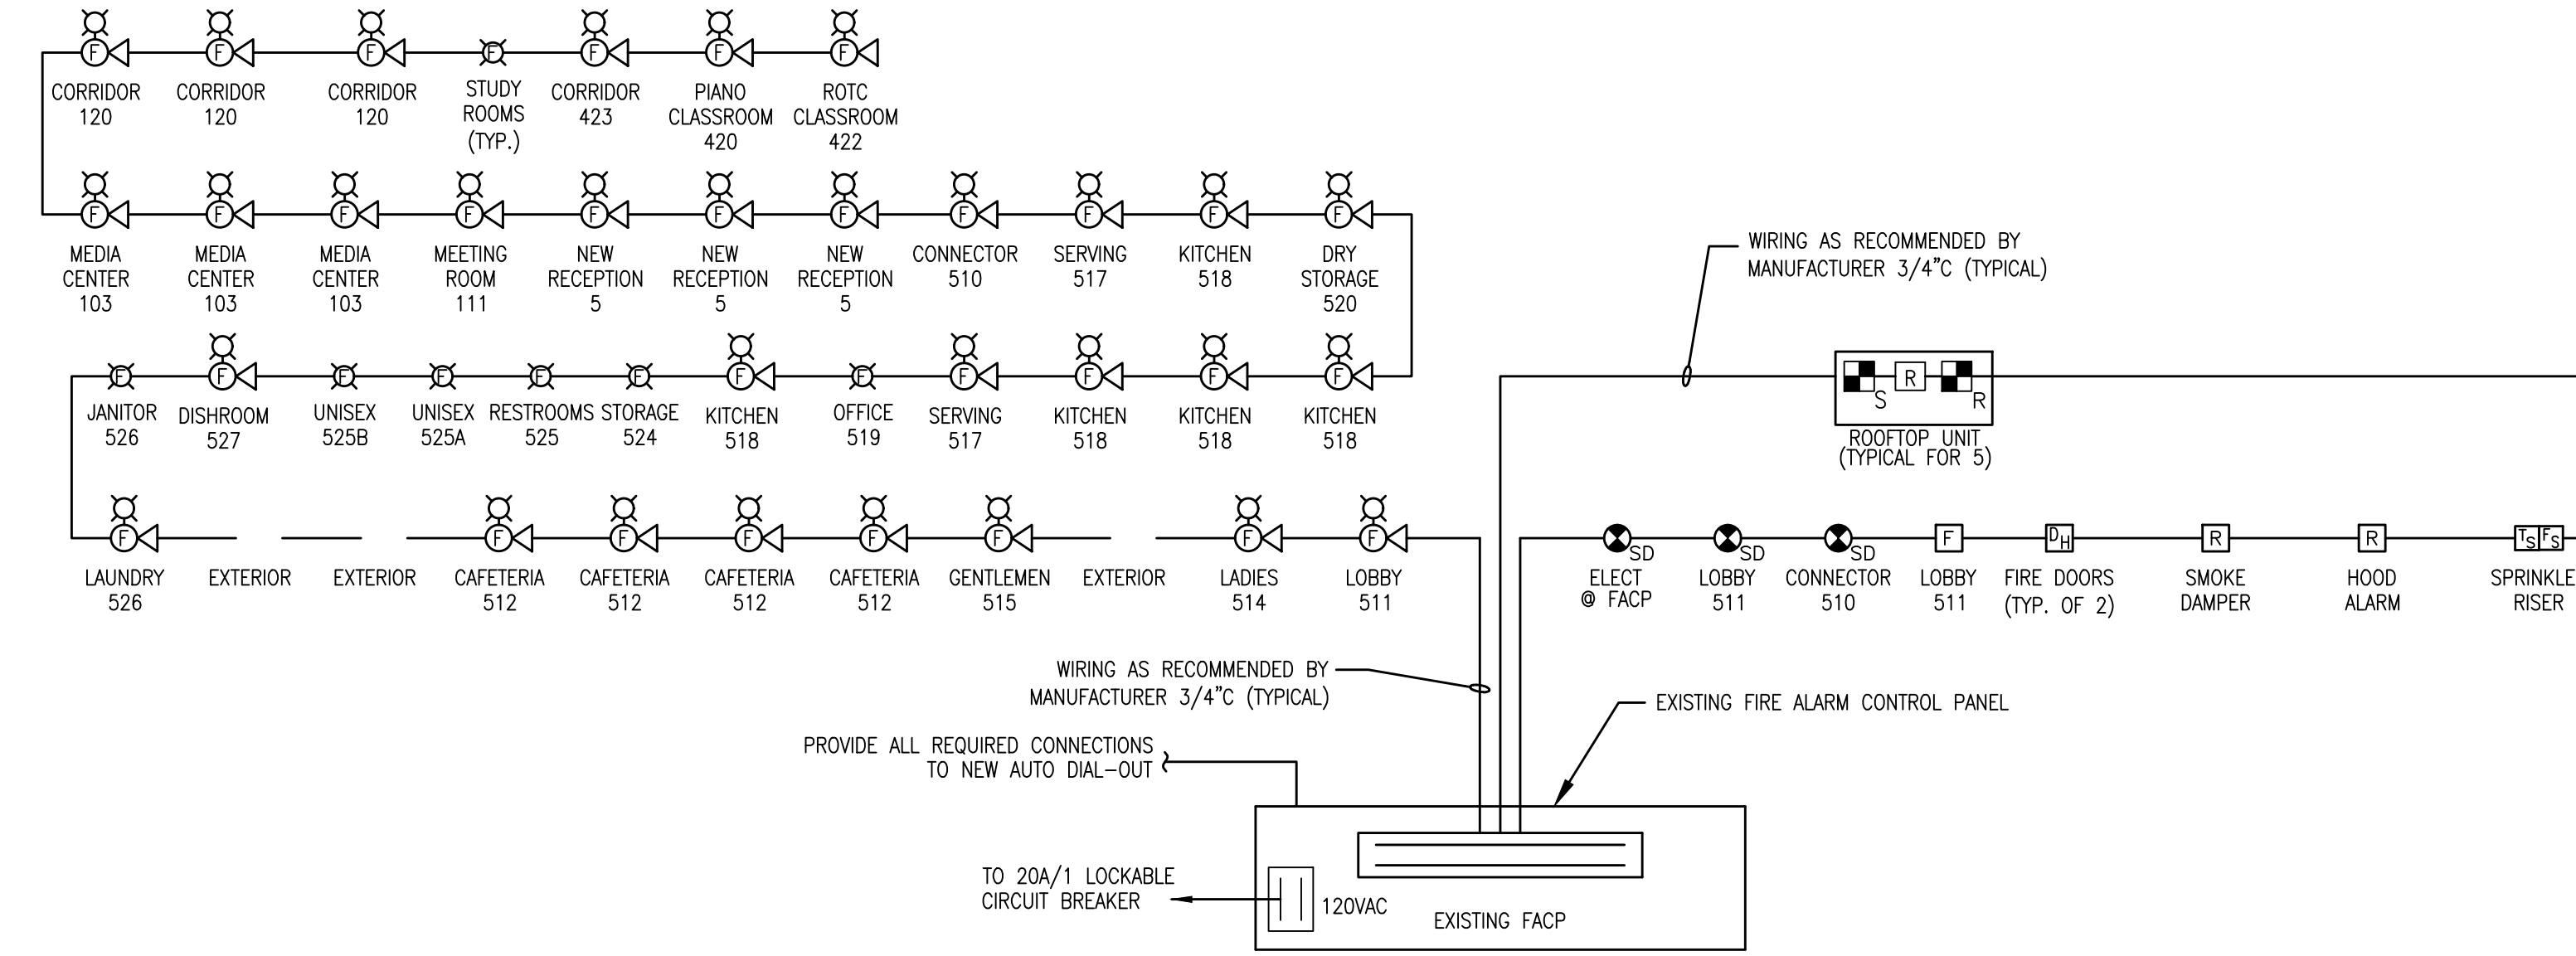 F F F F F F F
CORRIDOR
120
CORRIDOR
120
CORRIDOR
120
STUDY
ROOMS
(TYP.)
CORRIDOR
423
PIANO
CLASSROOM
420
ROTC
CLASSROOM
422
F F F F F F F F F F F
MEDIA
CENTER
103
MEDIA
CENTER
103
MEDIA
CENTER
103
MEETING
ROOM
111
NEW
RECEPTION
5
NEW
RECEPTION
5
NEW
RECEPTION
5
CONNECTOR
510
SERVING
517
KITCHEN
518
DRY
STORAGE
520
WIRING AS RECOMMENDED BY
MANUFACTURER 3/4"C (TYPICAL)
F F F F F F F F F F F F
JANITOR
526
DISHROOM
527
UNISEX
525B
UNISEX
525A
RESTROOMS
525
STORAGE
524
KITCHEN
518
OFFICE
519
SERVING
517
KITCHEN
518
KITCHEN
518
KITCHEN
518
S R R
ROOFTOP UNIT
(TYPICAL FOR 5)
F F F F F F F F
LAUNDRY
526
EXTERIOR
EXTERIOR
CAFETERIA
512
CAFETERIA
512
CAFETERIA
512
CAFETERIA
512
GENTLEMEN
515
EXTERIOR
LADIES
514
LOBBY
511
SD SD SD F DH R R TS FS
ELECT
@ FACP
LOBBY
511
CONNECTOR
510
LOBBY
511
FIRE DOORS
(TYP. OF 2)
SMOKE
DAMPER
HOOD
ALARM
SPRINKLE
RISER
WIRING AS RECOMMENDED BY
MANUFACTURER 3/4"C (TYPICAL)
EXISTING FIRE ALARM CONTROL PANEL
PROVIDE ALL REQUIRED CONNECTIONS
TO NEW AUTO DIAL-OUT
TO 20A/1 LOCKABLE
CIRCUIT BREAKER
120VAC
EXISTING FACP